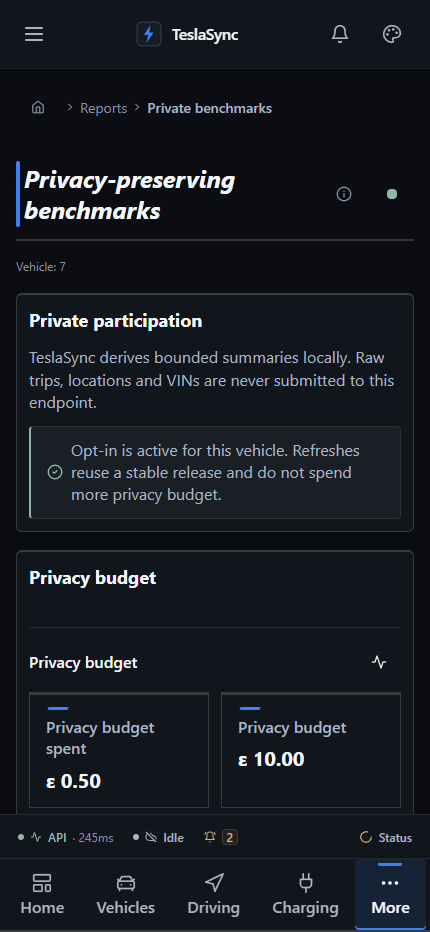 TeslaSync
Reports
Private benchmarks
Privacy-preserving
benchmarks
Vehicle: 7
Private participation
TeslaSync derives bounded summaries locally. Raw
trips, locations and VINs are never submitted to this
endpoint.
Opt-in is active for this vehicle. Refreshes
reuse a stable release and do not spend
more privacy budget.
Privacy budget
Privacy budget
Privacy budget
spent
ε 0.50
Privacy budget
ε 10.00
API · 245ms
Idle
2
Status
Home
Vehicles
Driving
Charging
More